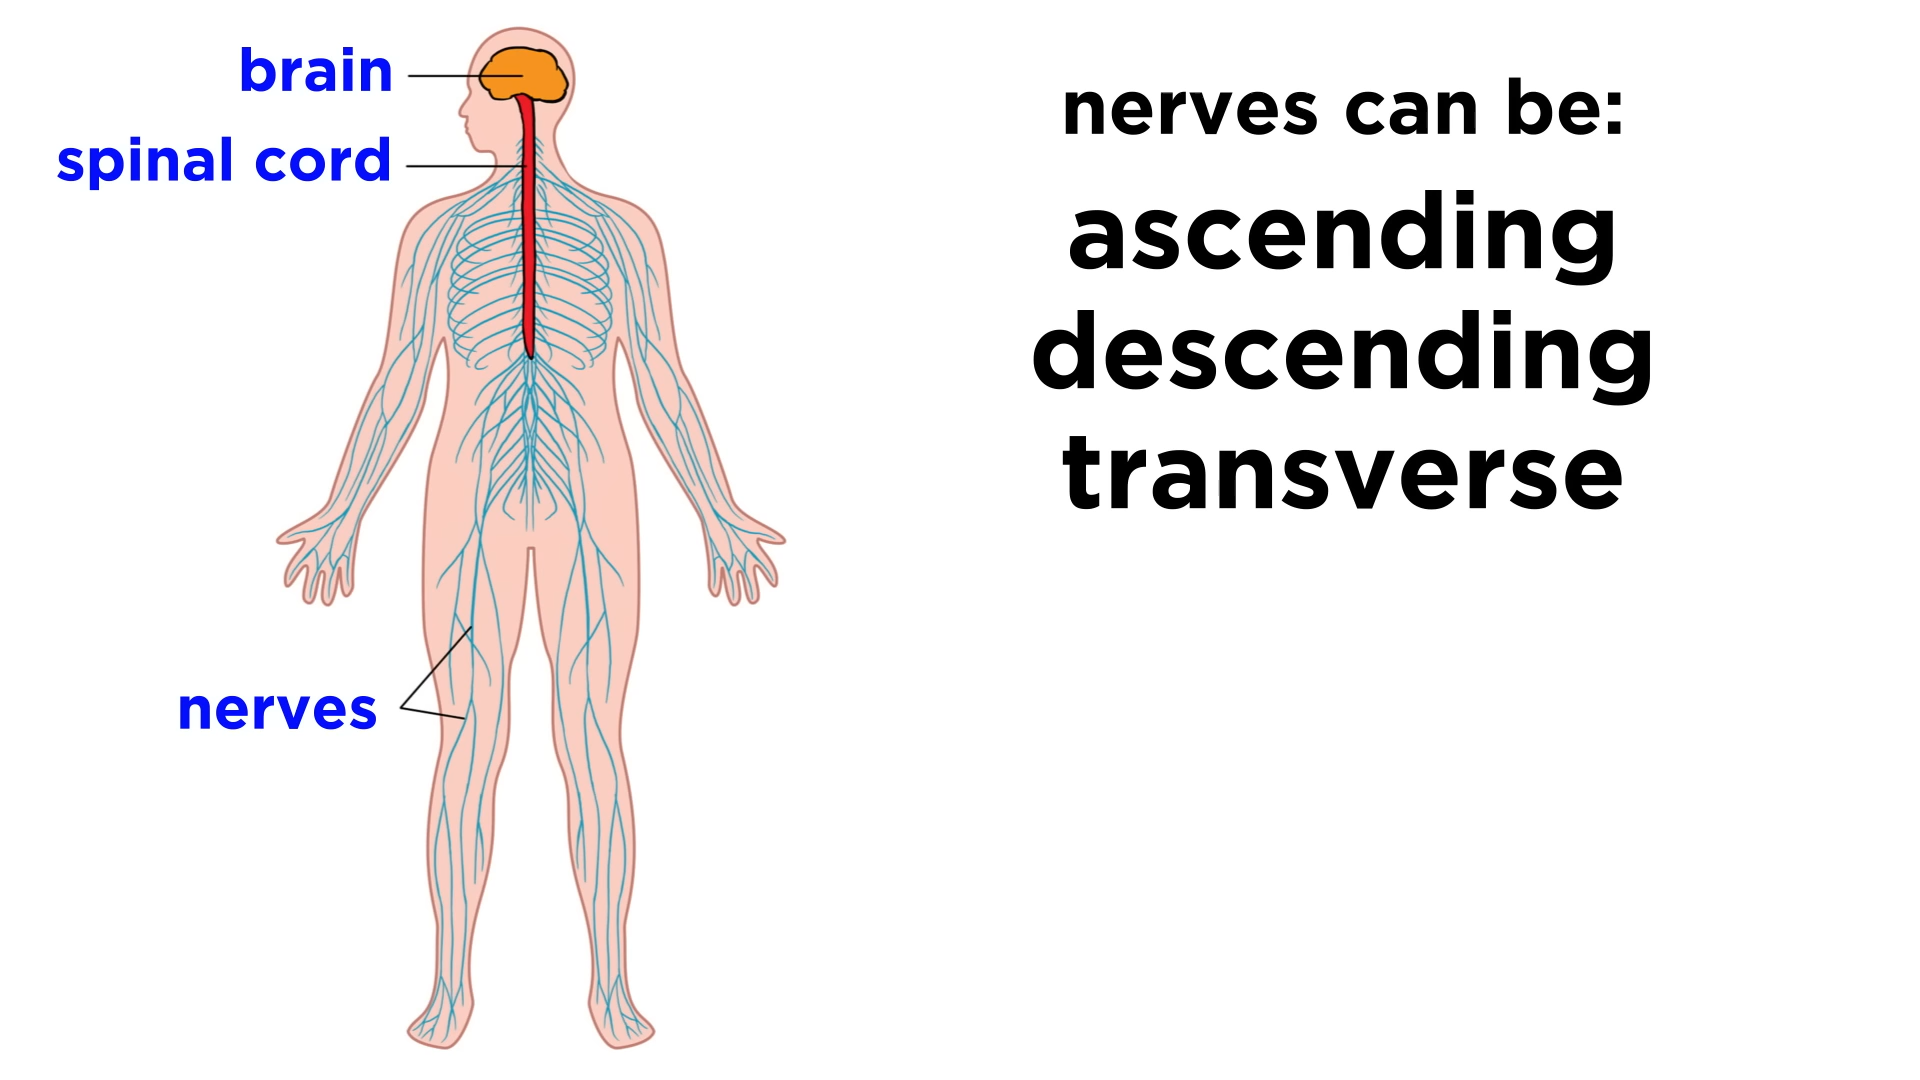 brain
spinal cord
nerves
nerves can be:
ascending
descending
transverse